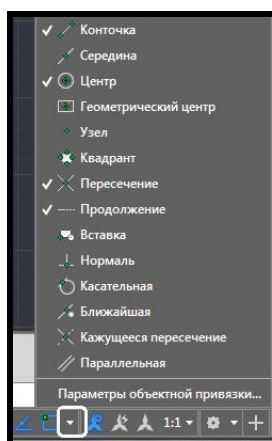 Конточка
Середина
Центр
Геометрический центр
Узел
Квадрант
Пересечение
Продолжение
Вставка
Нормаль
Касательная
Ближайшая
Кажущееся пересечение
Параллельная
Параметры объектной привязки...
1:1